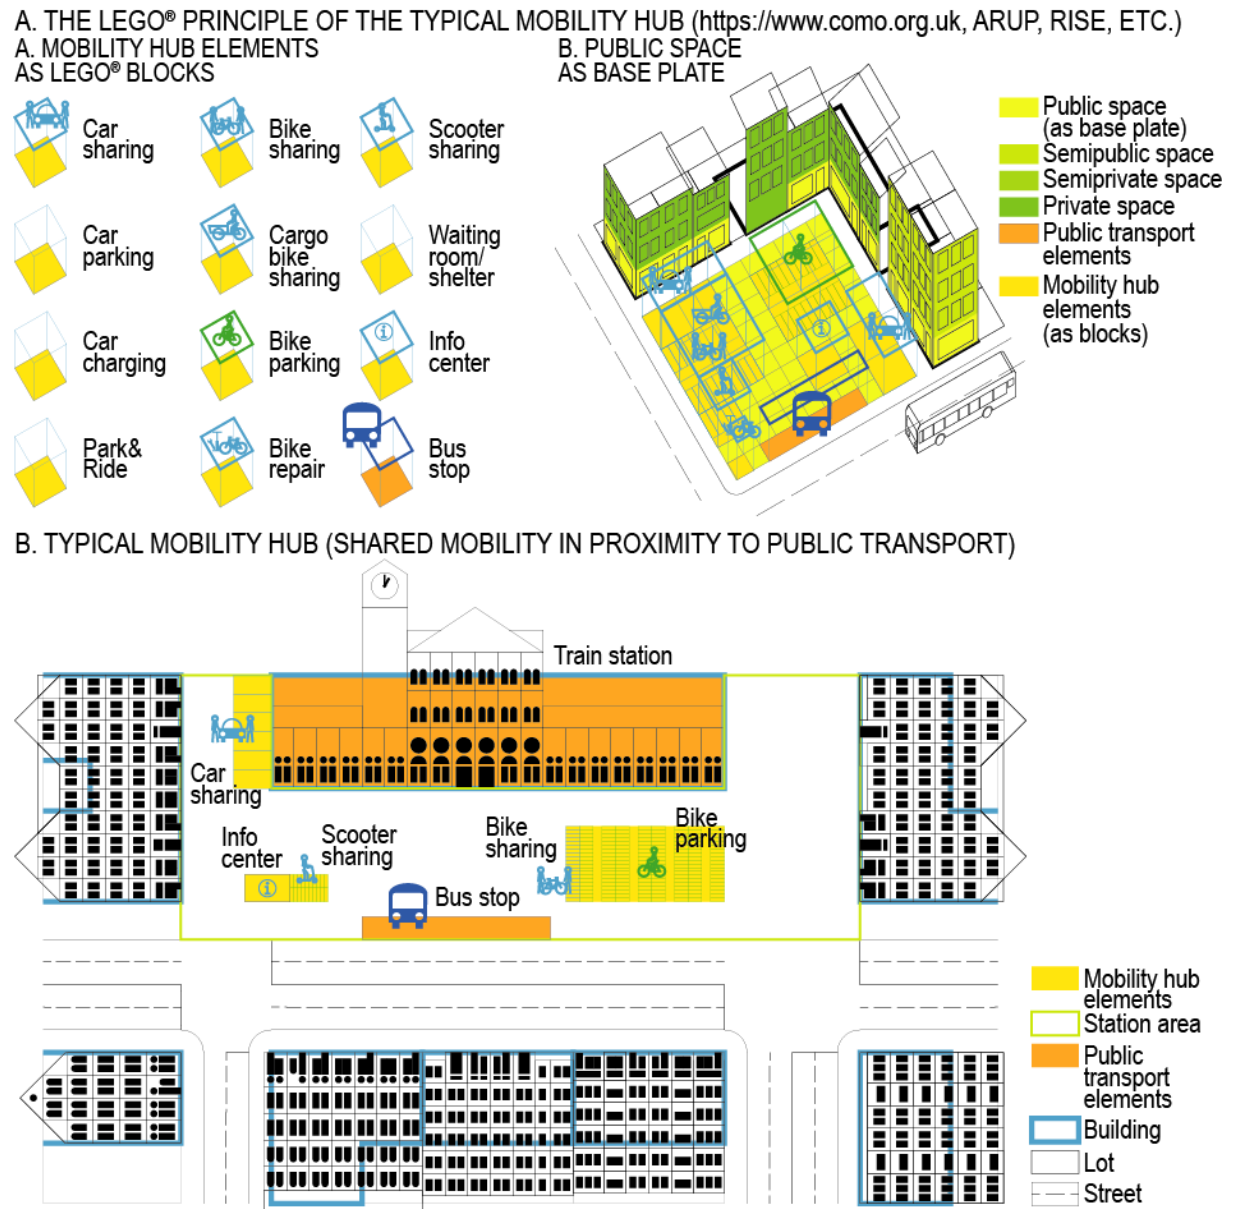 A. THE LEGO® PRINCIPLE OF THE TYPICAL MOBILITY HUB (https://www.como.org.uk, ARUP, RISE, ETC.)
A. MOBILITY HUB ELEMENTS
AS LEGO® BLOCKS
B. PUBLIC SPACE
AS BASE PLATE
Car
sharing
Bike
sharing
Scooter
sharing
Car
parking
Cargo
bike
sharing
Waiting
room/
shelter
Car
charging
Bike
parking
Info
center
Park&
Ride
Bike
repair
Bus
stop
Public space
(as base plate)
Semipublic space
Semiprivate space
Private space
Public transport
elements
Mobility hub
elements
(as blocks)
B. TYPICAL MOBILITY HUB (SHARED MOBILITY IN PROXIMITY TO PUBLIC TRANSPORT)
Train station
Car
sharing
Info
center
Scooter
sharing
Bike
sharing
Bike
parking
Bus stop
Mobility hub
elements
Station area
Public
transport
elements
Building
Lot
Street